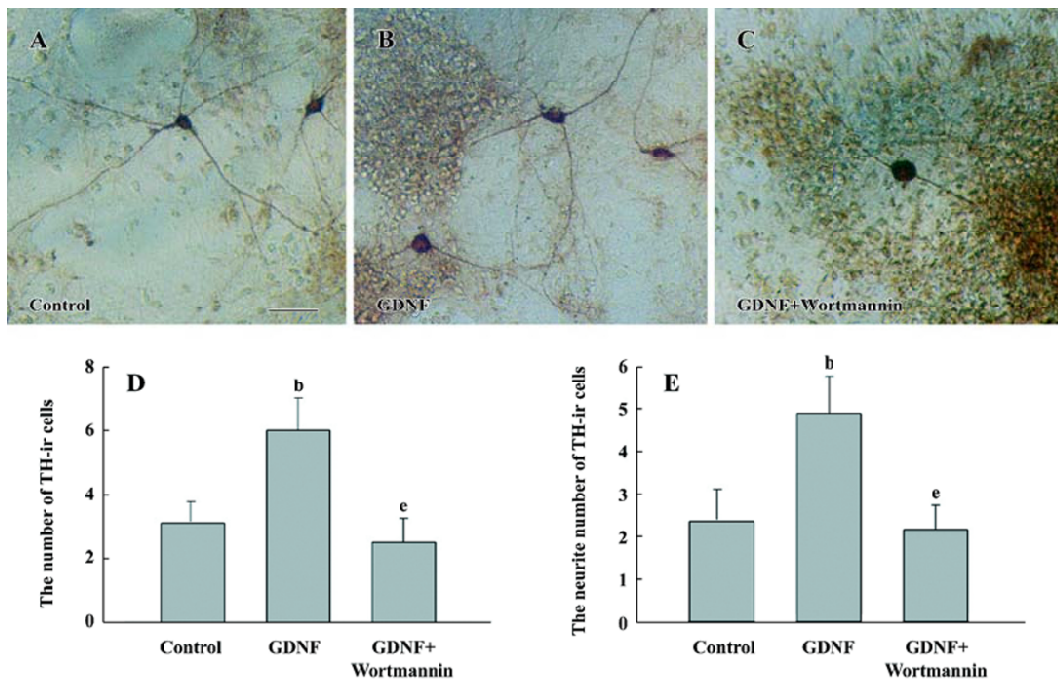 A
B
C
Control
GDNF
GDNF+Wortmannin
D
The number of TH-ir cells
8
6
4
2
0
b
e
Control
GDNF
GDNF+
Wortmannin
E
The neurite number of TH-ir cells
6
5
4
3
2
1
0
b
e
Control
GDNF
GDNF+
Wortmannin